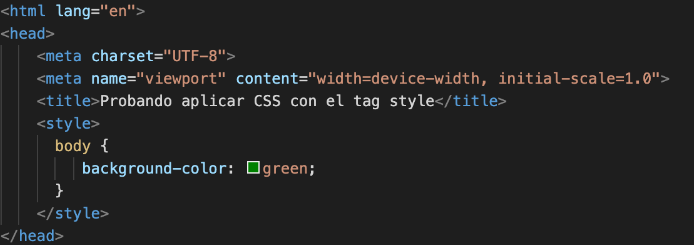 <html lang="en">
<head>
<meta charset="UTF-8">
<meta name="viewport" content="width=device-width, initial-scale=1.0">
<title>Probando aplicar CSS con el tag style</title>
<style>
body {
background-color: green;
}
</style>
</head>